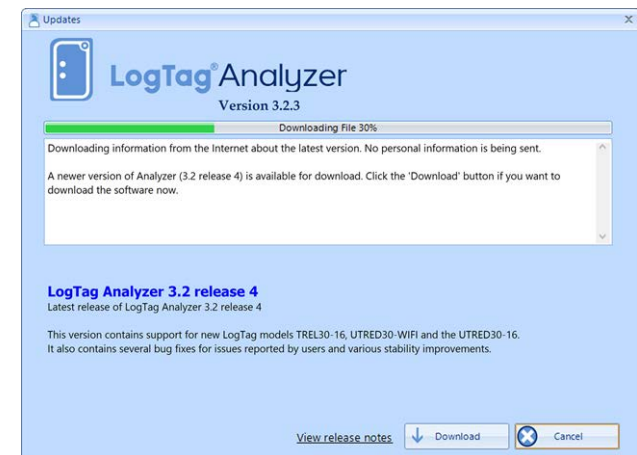 Updates
LogTag® Analyzer
Version 3.2.3
Downloading File 30%
Downloading information from the Internet about the latest version. No personal information is being sent.
A newer version of Analyzer (3.2 release 4) is available for download. Click the 'Download' button if you want to
download the software now.
LogTag Analyzer 3.2 release 4
Latest release of LogTag Analyzer 3.2 release 4
This version contains support for new LogTag models TREL30-16, UTRED30-WIFI and the UTRED30-16.
It also contains several bug fixes for issues reported by users and various stability improvements.
View release notes Download Cancel